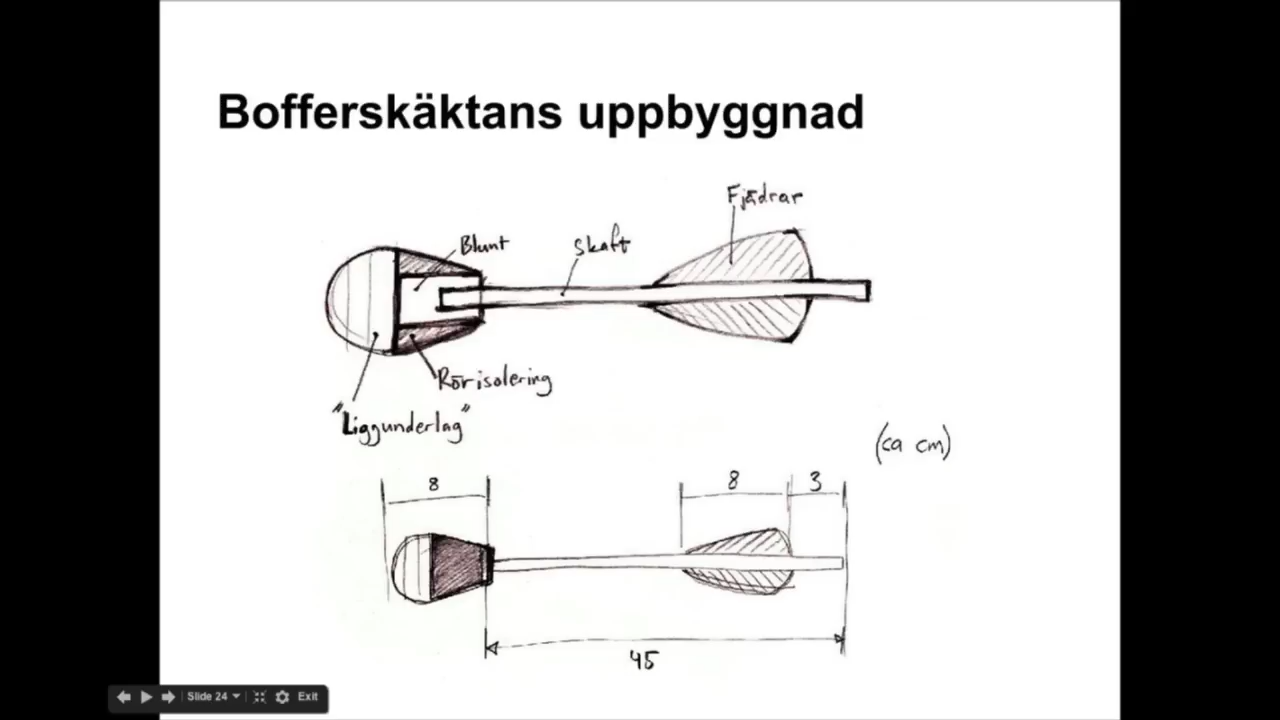 Bofferskäktans uppbyggnad
Fjädrar
Blunt
skaft
Rörisolering
"Liggunderlag"
(ca cm)
8
8
3
45
Slide 24
Exit